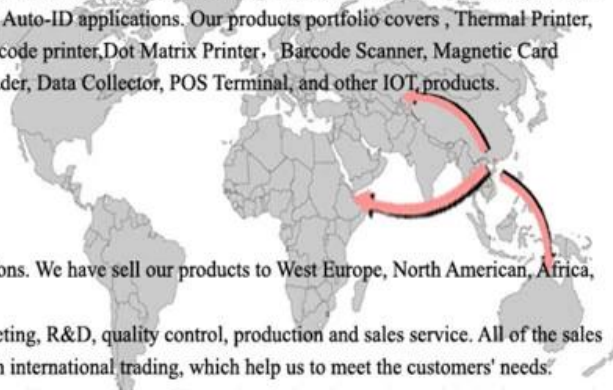 Auto-ID applications. Our products portfolio covers , Thermal Printer,
code printer,Dot Matrix Printer， Barcode Scanner, Magnetic Card
der, Data Collector, POS Terminal, and other IOT products.
ons. We have sell our products to West Europe, North American, Africa,
eting, R&D, quality control, production and sales service. All of the sales
n international trading, which help us to meet the customers' needs.